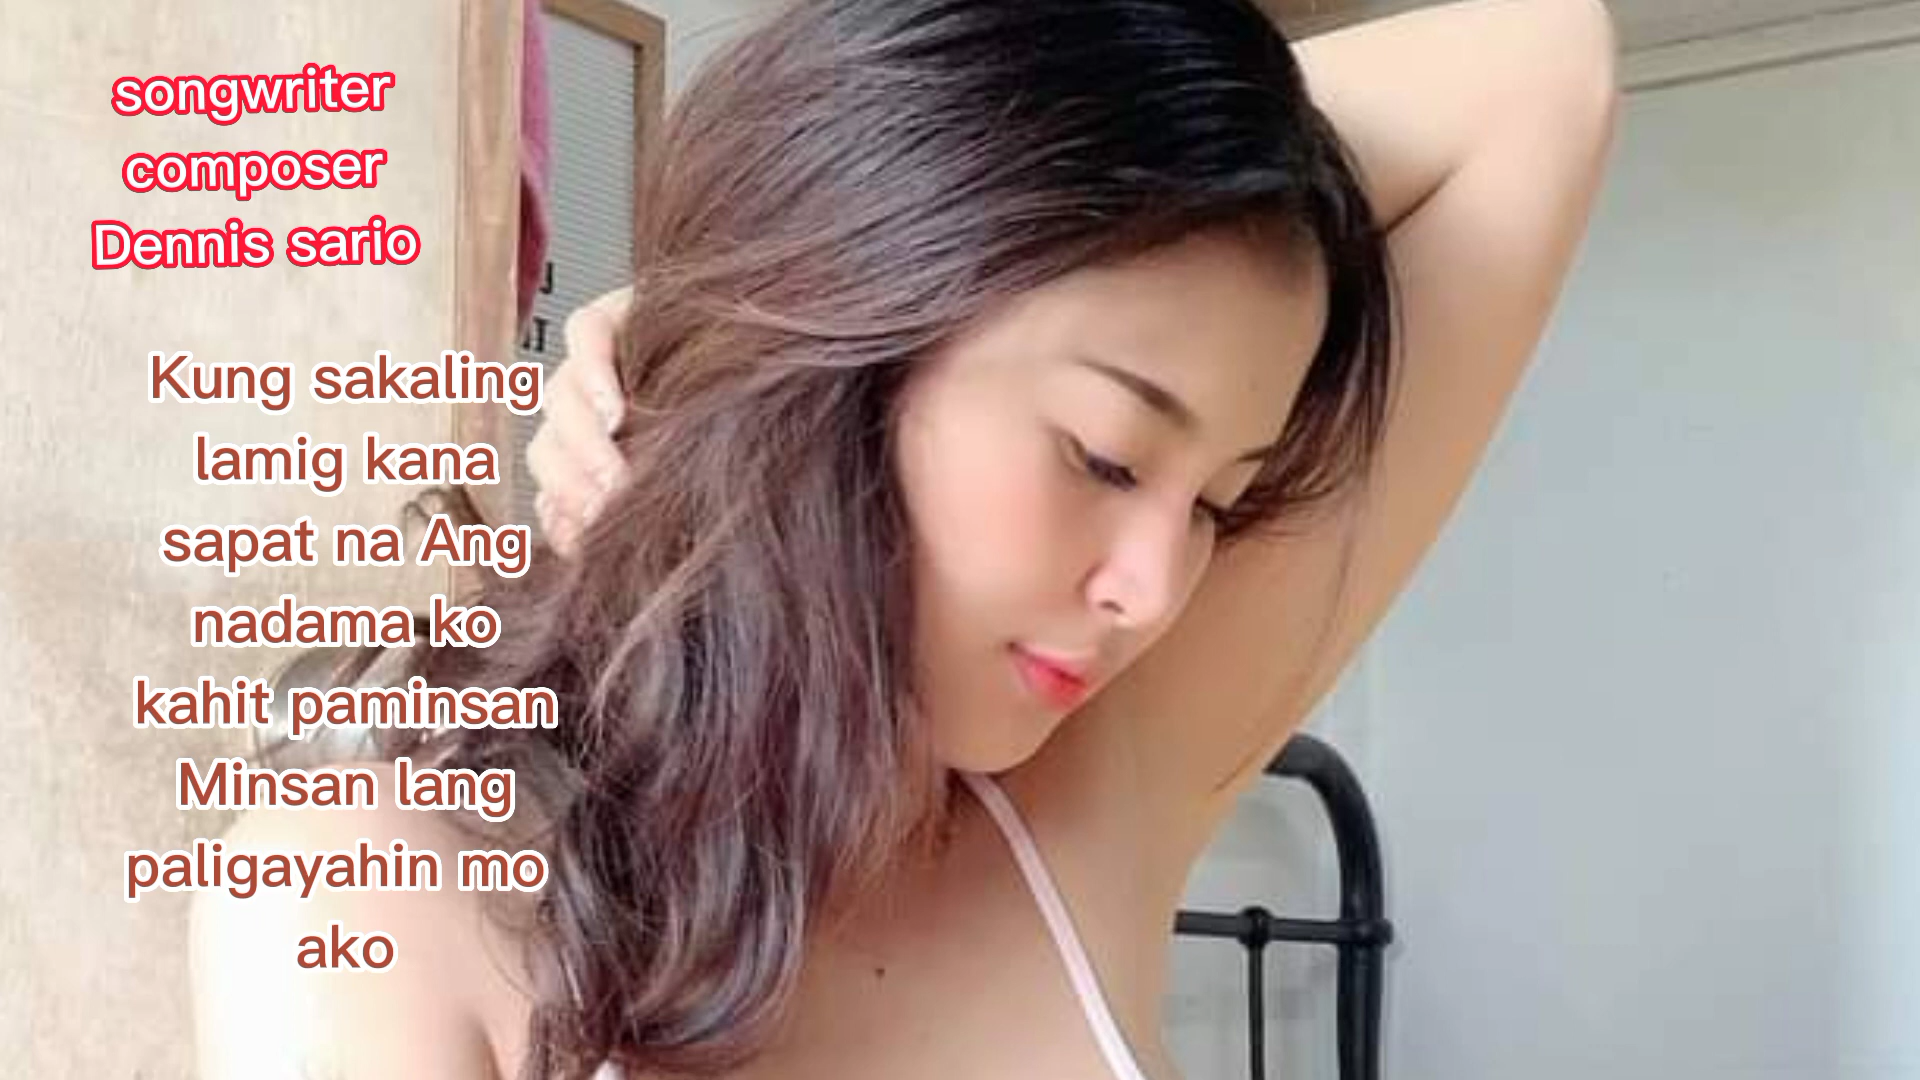 songwriter
composer
Dennis sario
Kung sakaling
lamig kana
sapat na Ang
nadama ko
kahit paminsan
Minsan lang
paligayahin mo
ako